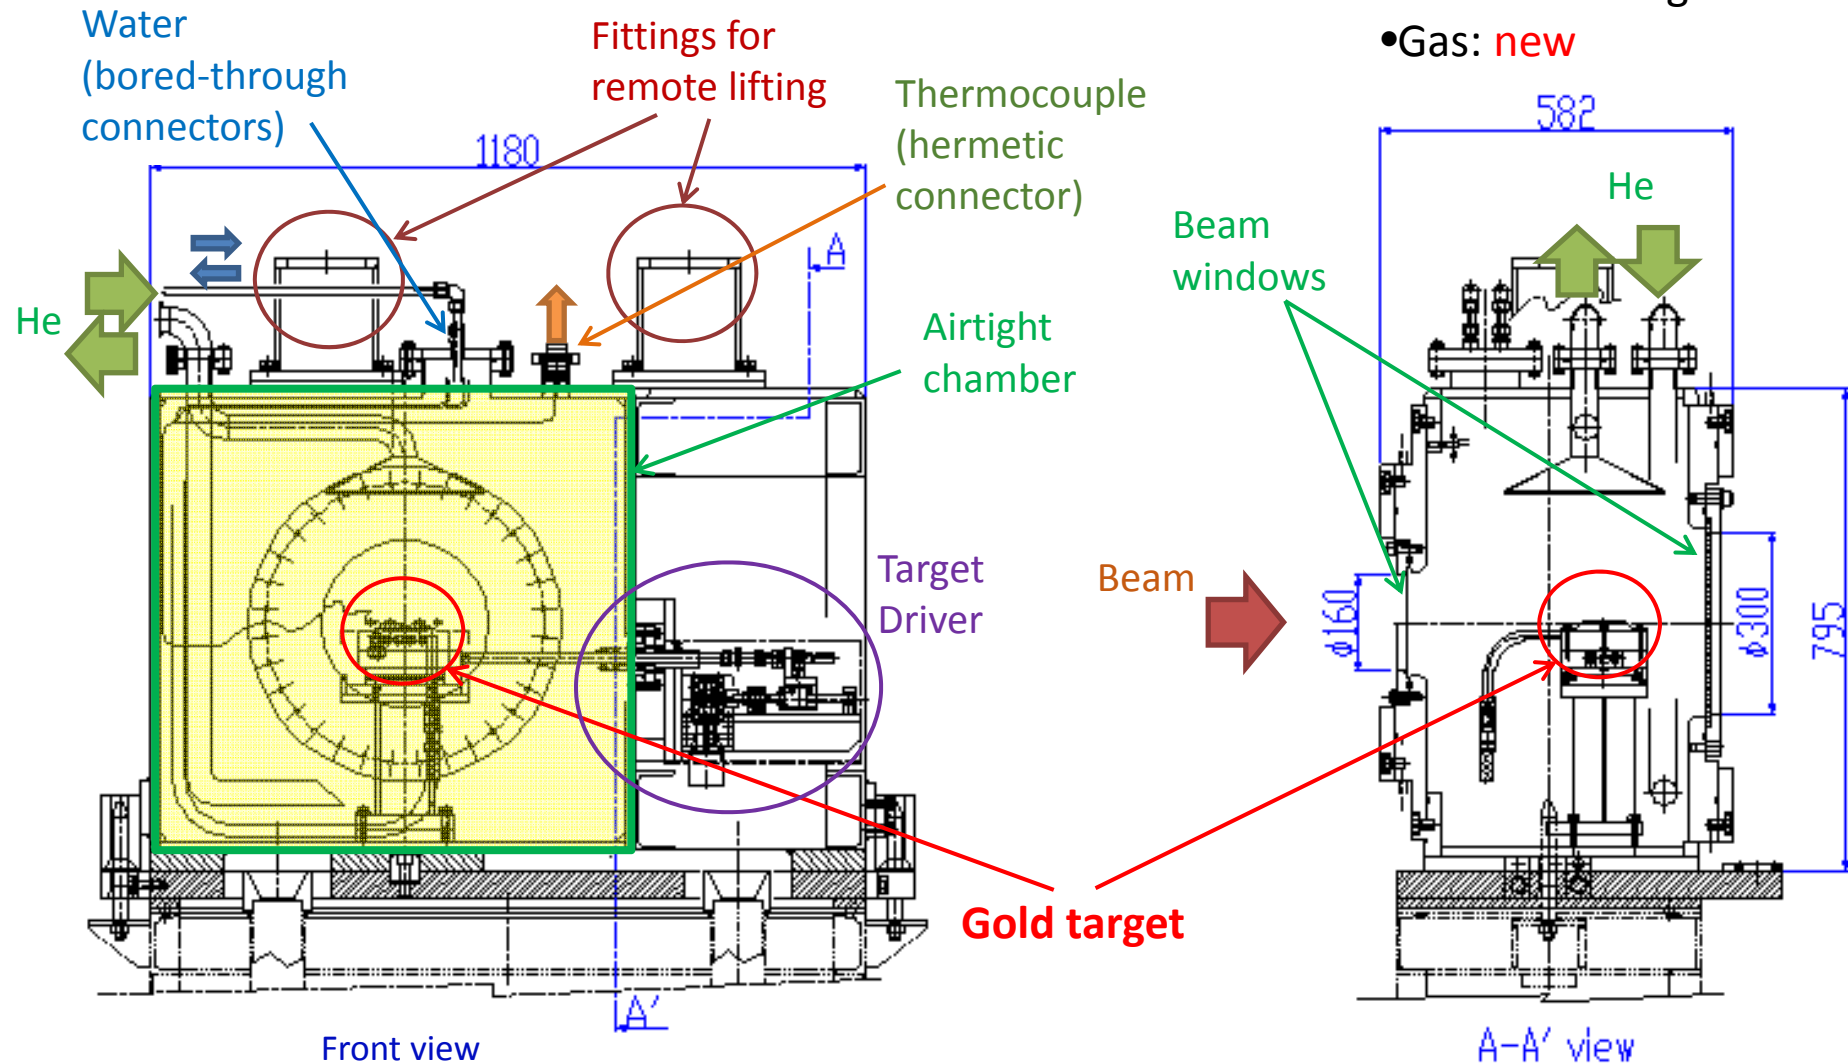 Water
(bored-through
connectors)
Fittings for
remote lifting
Thermocouple
(hermetic
connector)
•Gas: new
1180
582
He
Beam
windows
A
He
Airtight
chamber
Target
Driver
Beam
ϕ160
ϕ300
795
Gold target
A'
Front view
A-A' view